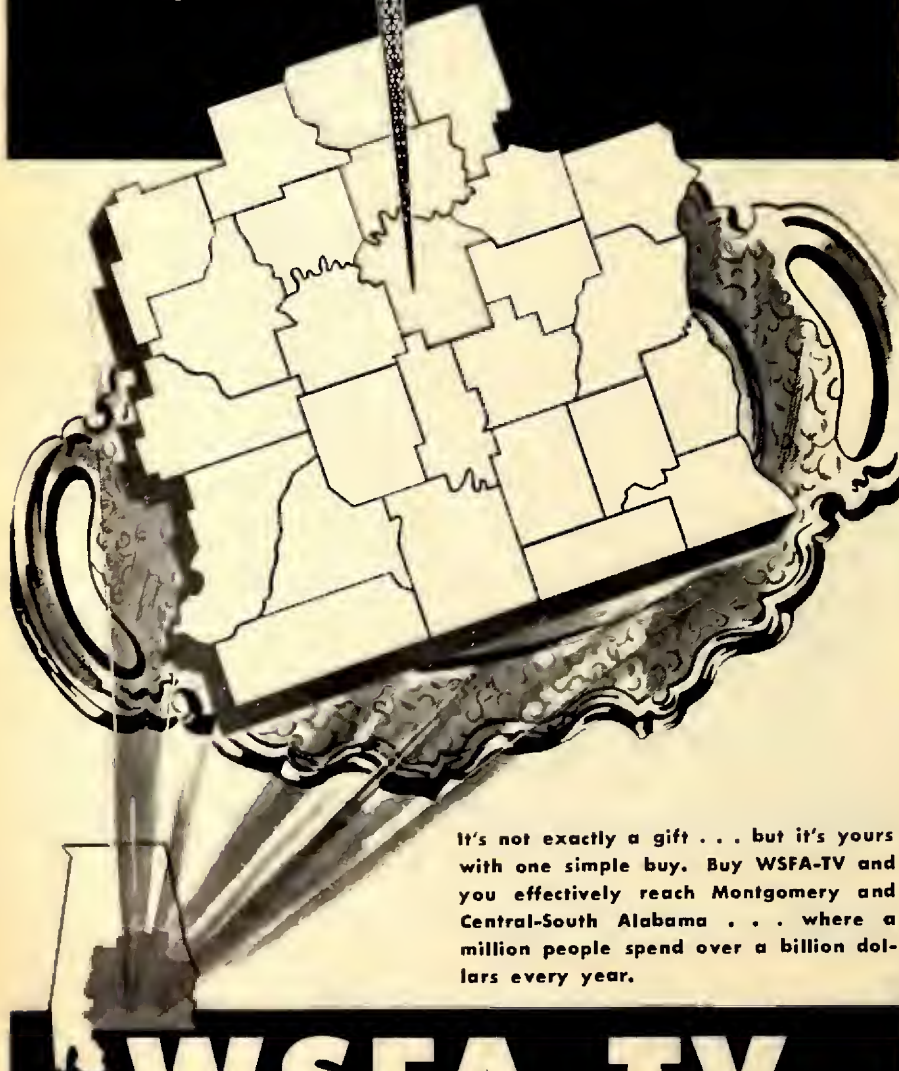 It's not exactly a gift . . . but it's yours
with one simple buy. Buy WSFA-TV and
you effectively reach Montgomery and
Central-South Alabama . . . where a
million people spend over a billion dol-
lars every year.
WSFA-TV